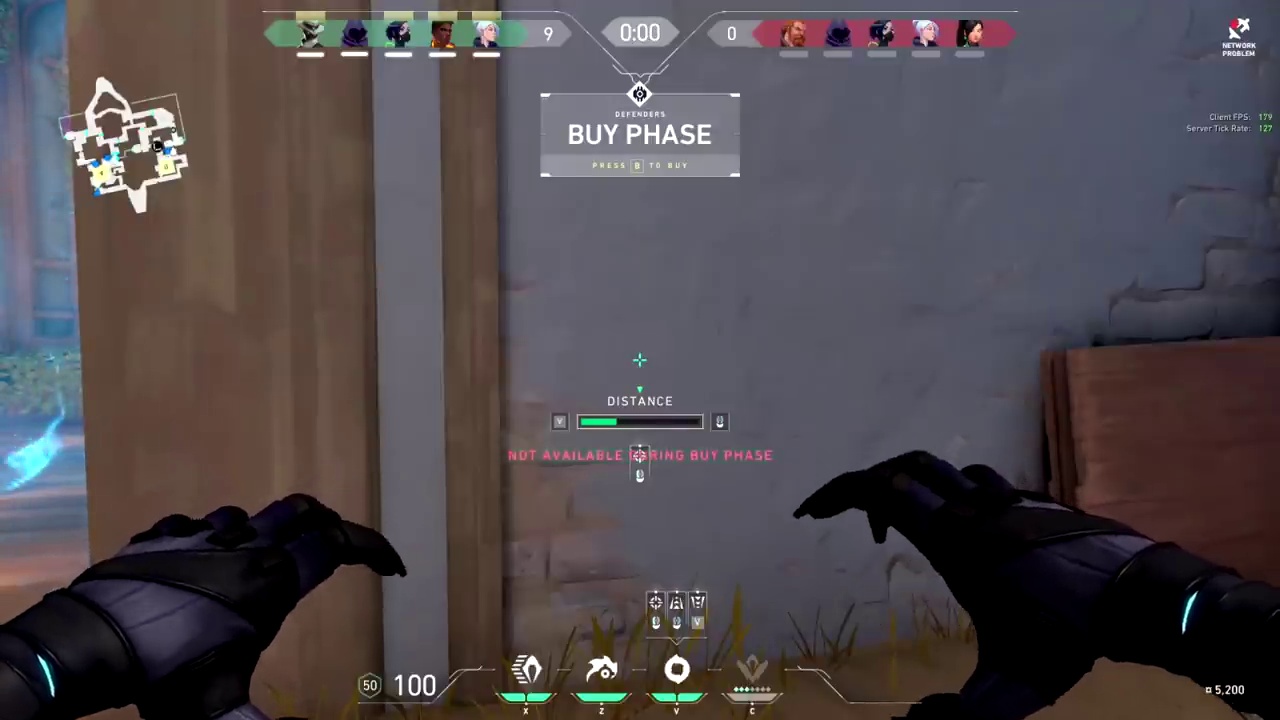 9
0:00
0
NETWORK
PROBLEM
DEFENDERS
BUY PHASE
PRESS B TO BUY
Client FPS: 179
Server Tick Rate: 127
DISTANCE
V
NOT AVAILABLE DURING BUY PHASE
V
50 100
X Z V C
¤ 5,200